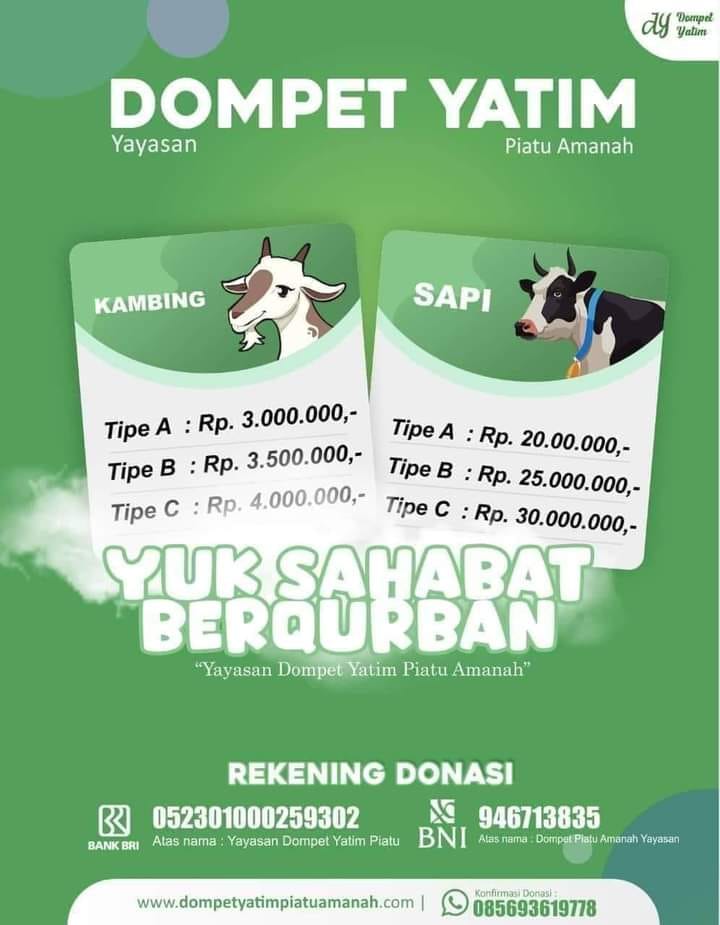 Dompet
Yatim
DOMPET YATIM
Yayasan
Piatu Amanah
KAMBING
Tipe A : Rp. 3.000.000,-
Tipe B : Rp. 3.500.000,-
Tipe C : Rp. 4.000.000,-
SAPI
Tipe A : Rp. 20.00.000,-
Tipe B : Rp. 25.000.000,-
Tipe C : Rp. 30.000.000,-
YUK SAHABAT
BERQURBAN
“Yayasan Dompet Yatim Piatu Amanah”
REKENING DONASI
BANK BRI
052301000259302
Atas nama : Yayasan Dompet Yatim Piatu
BNI
946713835
Atas nama : Dompet Piatu Amanah Yayasan
www.dompetyatimpiatuamanah.com |
Konfirmasi Donasi :
085693619778